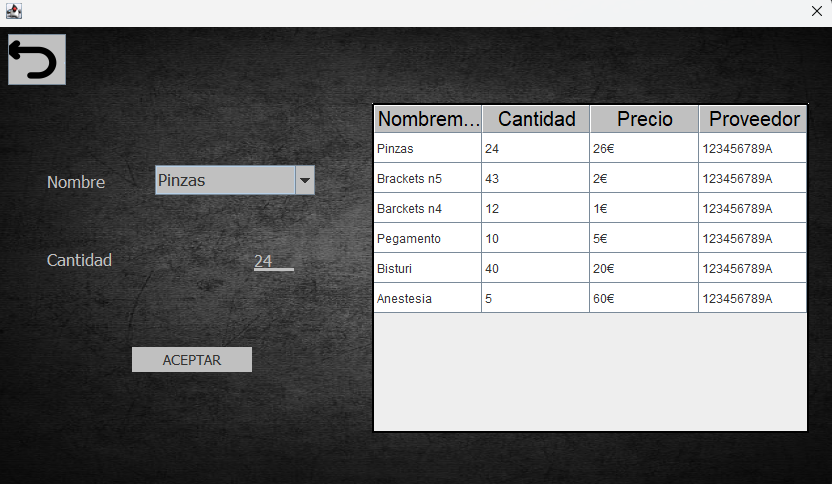 Nombre Pinzas
Cantidad 24
ACEPTAR
Nombrem... Cantidad Precio Proveedor
Pinzas 24 26€ 123456789A
Brackets n5 43 2€ 123456789A
Barckets n4 12 1€ 123456789A
Pegamento 10 5€ 123456789A
Bisturi 40 20€ 123456789A
Anestesia 5 60€ 123456789A